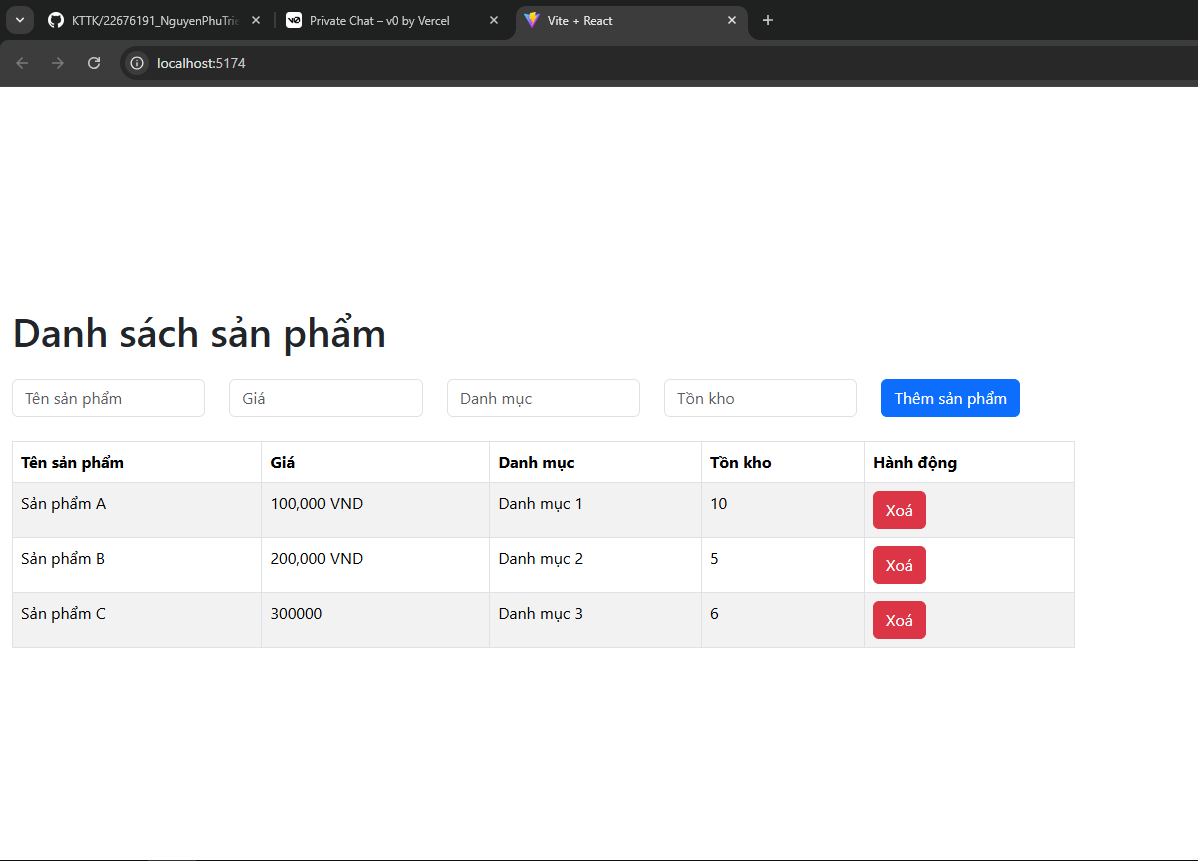 KTTK/22676191_NguyenPhuTrie
Private Chat – v0 by Vercel
Vite + React
localhost:5174
Danh sách sản phẩm
Tên sản phẩm Giá Danh mục Tồn kho Thêm sản phẩm
Tên sản phẩm Giá Danh mục Tồn kho Hành động
Sản phẩm A 100,000 VND Danh mục 1 10 Xoá
Sản phẩm B 200,000 VND Danh mục 2 5 Xoá
Sản phẩm C 300000 Danh mục 3 6 Xoá